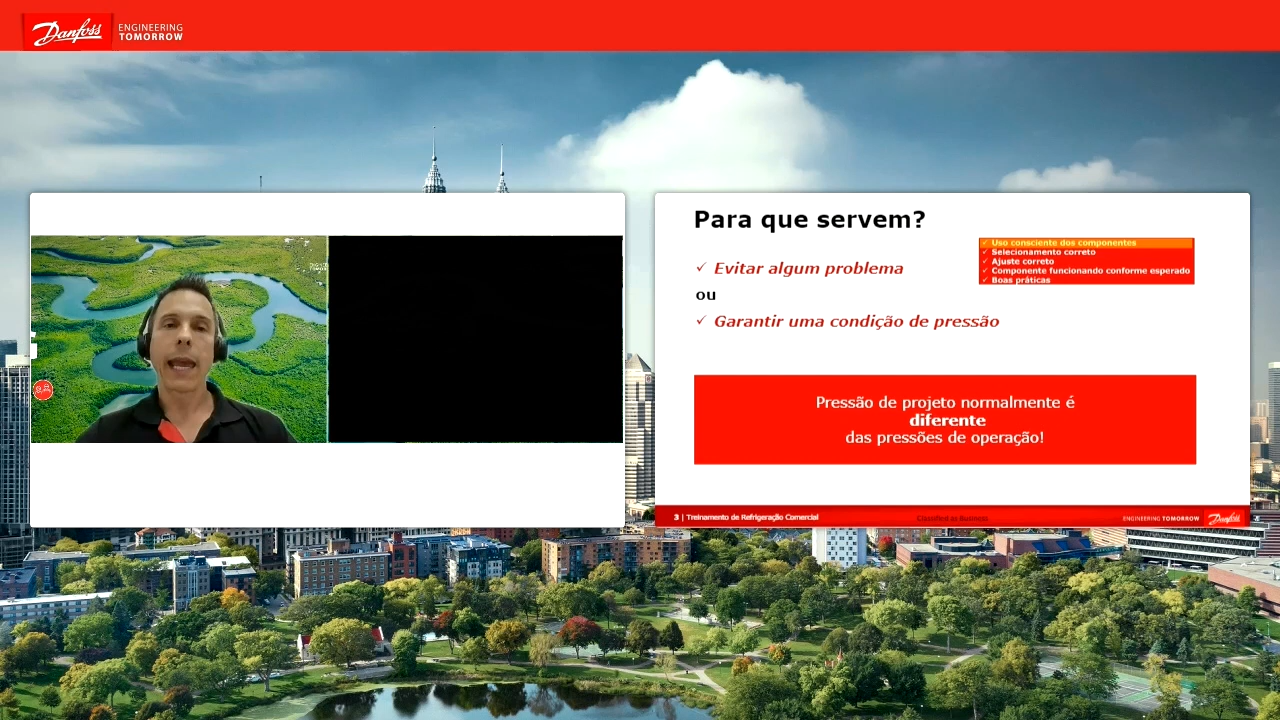 Danfoss
ENGINEERING
TOMORROW
Para que servem?
✓ Uso consciente dos componentes
✓ Selecionamento correto
✓ Ajuste correto
✓ Componente funcionando conforme esperado
✓ Boas práticas
✓ Evitar algum problema
ou
✓ Garantir uma condição de pressão
Pressão de projeto normalmente é
diferente
das pressões de operação!
3 | Treinamento de Refrigeração Comercial
Classified as Business
ENGINEERING TOMORROW
Danfoss